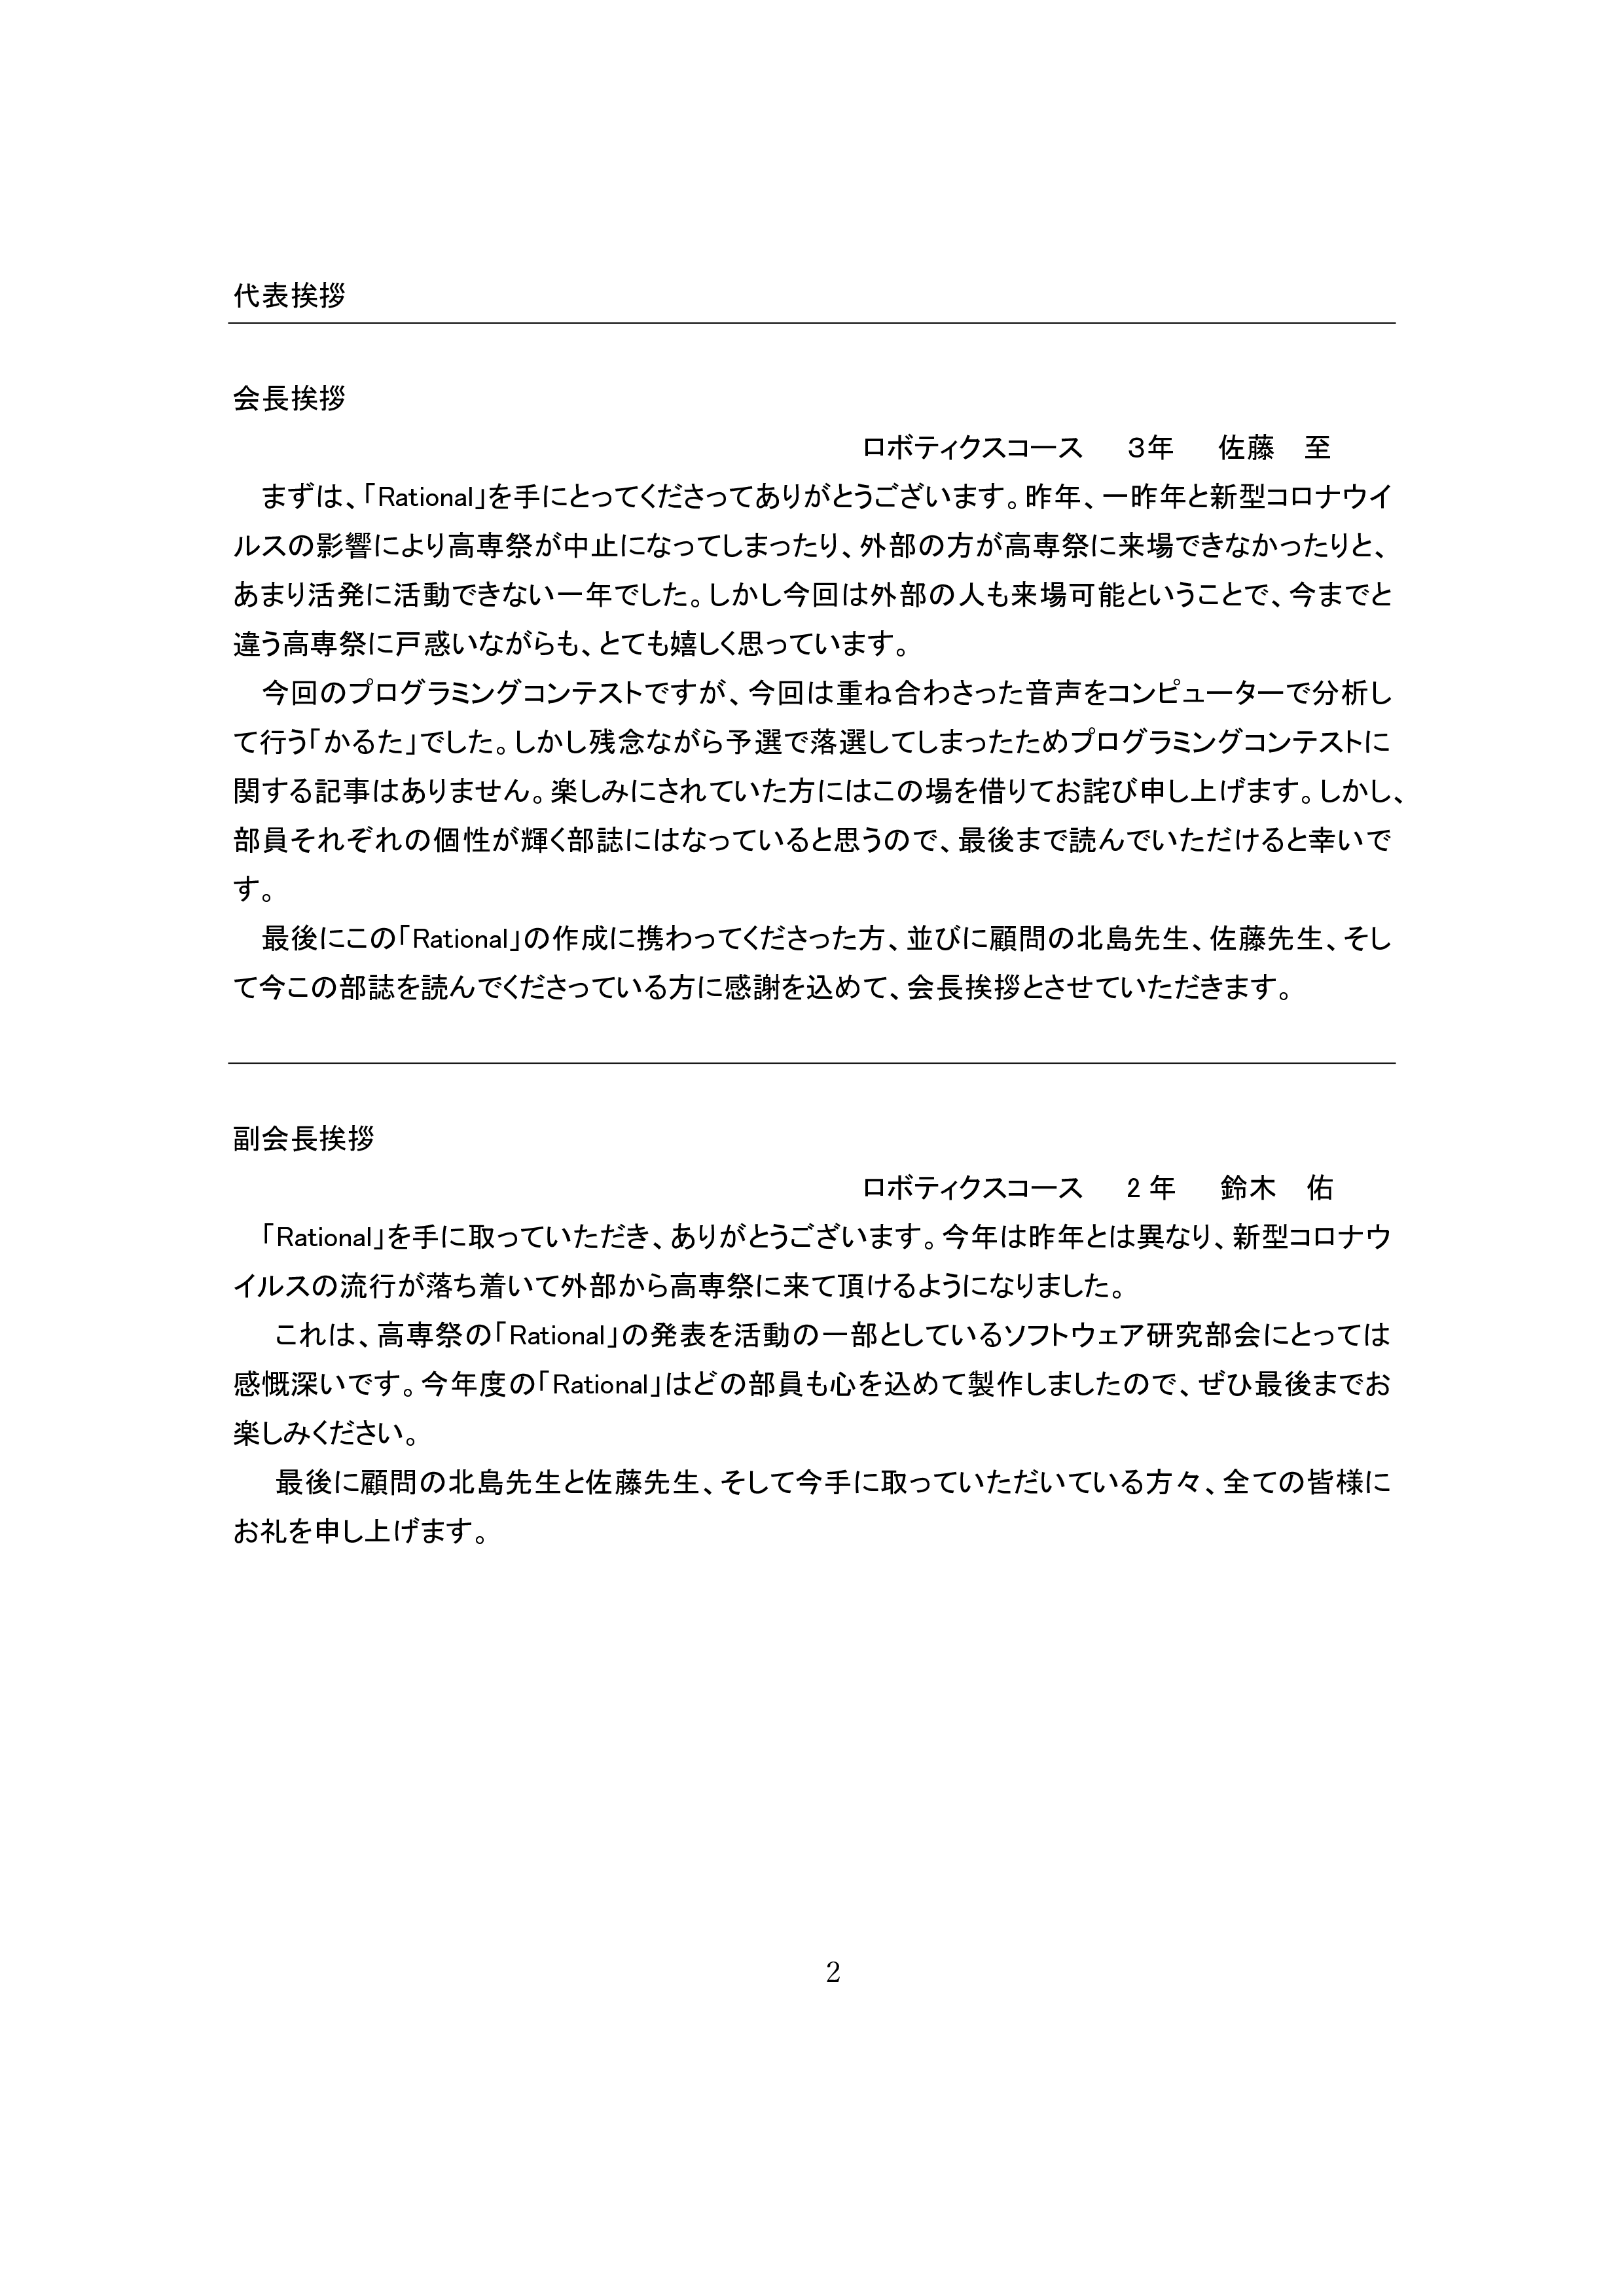 代表挨拶
会長挨拶
ロボティクスコース　3年　佐藤　至
まずは、「Rational」を手にとってくださってありがとうございます。昨年、一昨年と新型コロナウイ
ルスの影響により高専祭が中止になってしまったり、外部の方が高専祭に来場できなかったりと、
あまり活発に活動できない一年でした。しかし今回は外部の人も来場可能ということで、今までと
違う高専祭に戸惑いながらも、とても嬉しく思っています。
今回のプログラミングコンテストですが、今回は重ね合わさった音声をコンピューターで分析し
て行う「かるた」でした。しかし残念ながら予選で落選してしまったためプログラミングコンテストに
関する記事はありません。楽しみにされていた方にはこの場を借りてお詫び申し上げます。しかし、
部員それぞれの個性が輝く部誌にはなっていると思うので、最後まで読んでいただけると幸いで
す。
最後にこの「Rational」の作成に携わってくださった方、並びに顧問の北島先生、佐藤先生、そし
て今この部誌を読んでくださっている方に感謝を込めて、会長挨拶とさせていただきます。
副会長挨拶
ロボティクスコース　2 年　鈴木　佑
「Rational」を手に取っていただき、ありがとうございます。今年は昨年とは異なり、新型コロナウ
イルスの流行が落ち着いて外部から高専祭に来て頂けるようになりました。
これは、高専祭の「Rational」の発表を活動の一部としているソフトウェア研究部会にとっては
感慨深いです。今年度の「Rational」はどの部員も心を込めて製作しましたので、ぜひ最後までお
楽しみください。
最後に顧問の北島先生と佐藤先生、そして今手に取っていただいている方々、全ての皆様に
お礼を申し上げます。
2